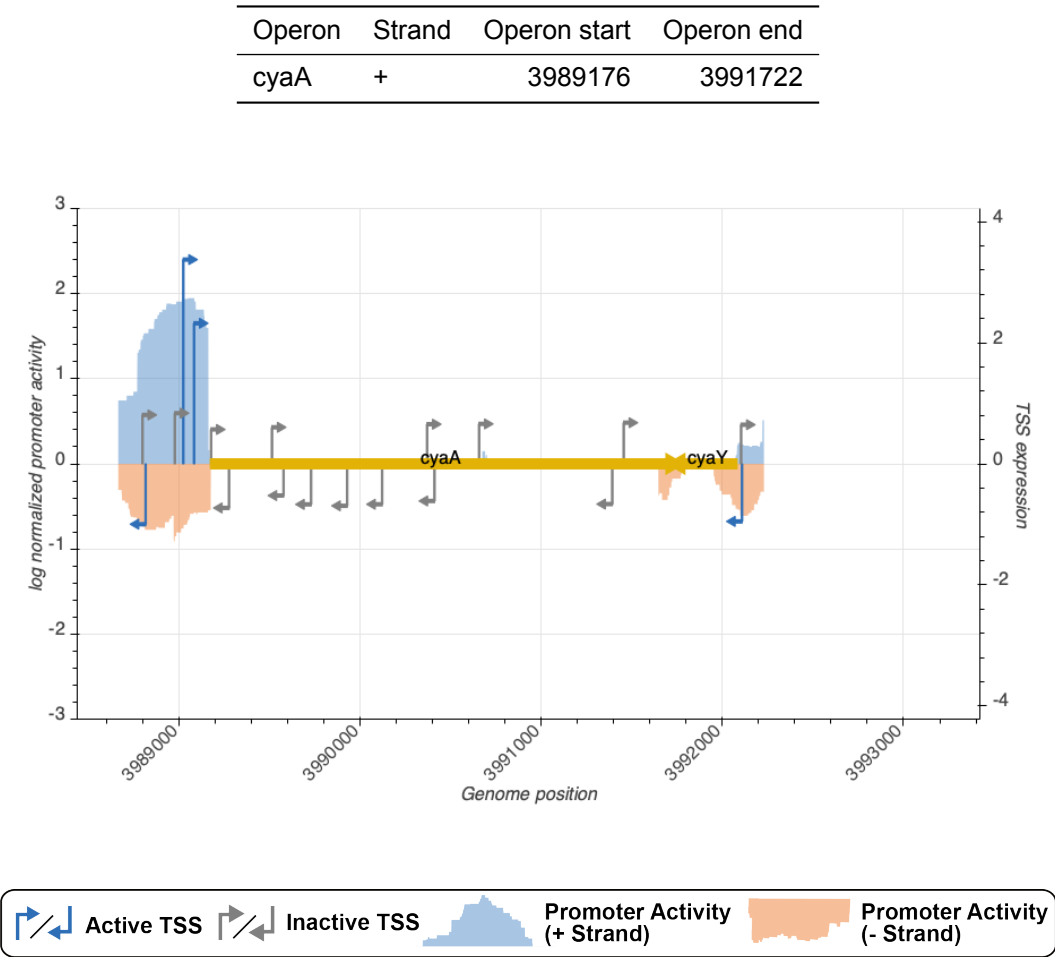 Operon Strand Operon start Operon end
cyaA + 3989176 3991722
3
2
1
0
-1
-2
-3
log normalized promoter activity
4
2
0
-2
-4
TSS expression
cyaA
cyaY
3989000
3990000
3991000
3992000
3993000
Genome position
Active TSS
Inactive TSS
Promoter Activity
(+ Strand)
Promoter Activity
(- Strand)